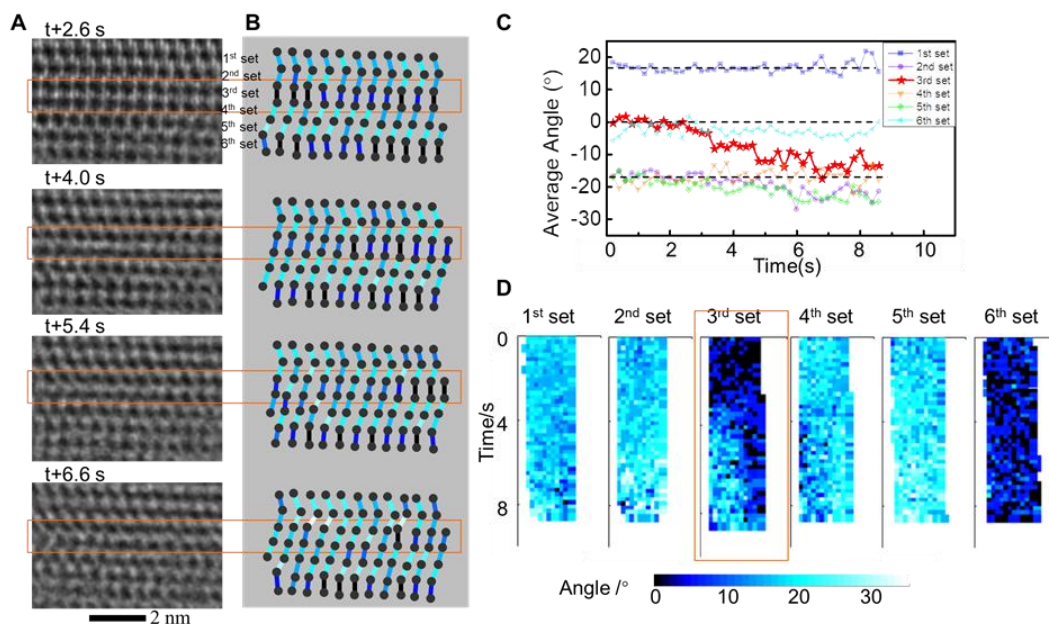 A
B
C
t+2.6 s
1st set
2nd set
3rd set
4th set
5th set
6th set
t+4.0 s
t+5.4 s
t+6.6 s
2 nm
20
10
0
-10
-20
-30
Average Angle (°)
0
2
4
6
8
10
Time(s)
1st set
2nd set
3rd set
4th set
5th set
6th set
D
1st set
2nd set
3rd set
4th set
5th set
6th set
0
4
8
Time/s
Angle /°
0
10
20
30